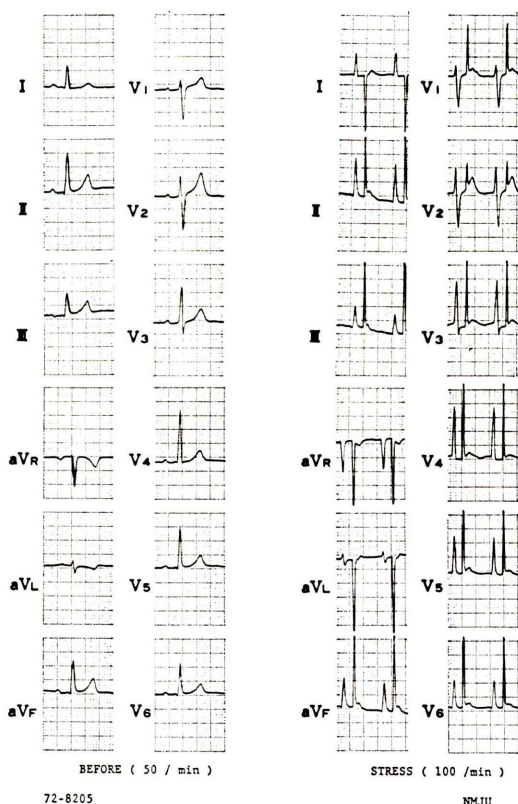 I V1 I V1
II V2 II V2
III V3 III V3
aVR V4 aVR V4
aVL V5 aVL V5
aVF V6 aVF V6
BEFORE ( 50 / min ) STRESS ( 100 /min )
72-8205 NMJU